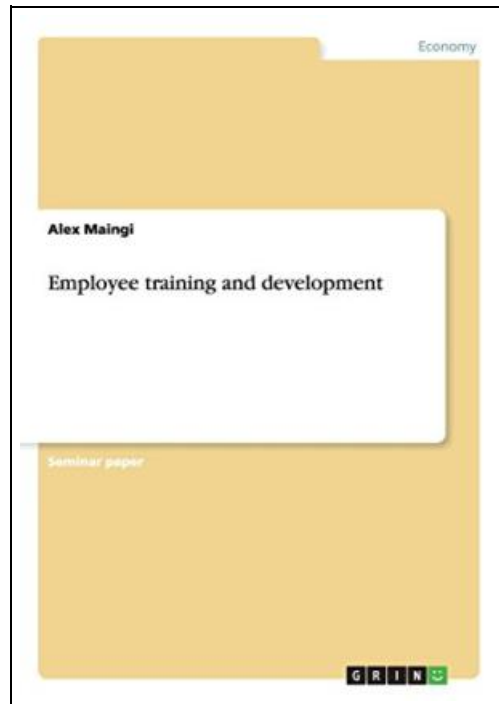 Economy
Alex Maingi
Employee training and development
Seminar paper
GRIN